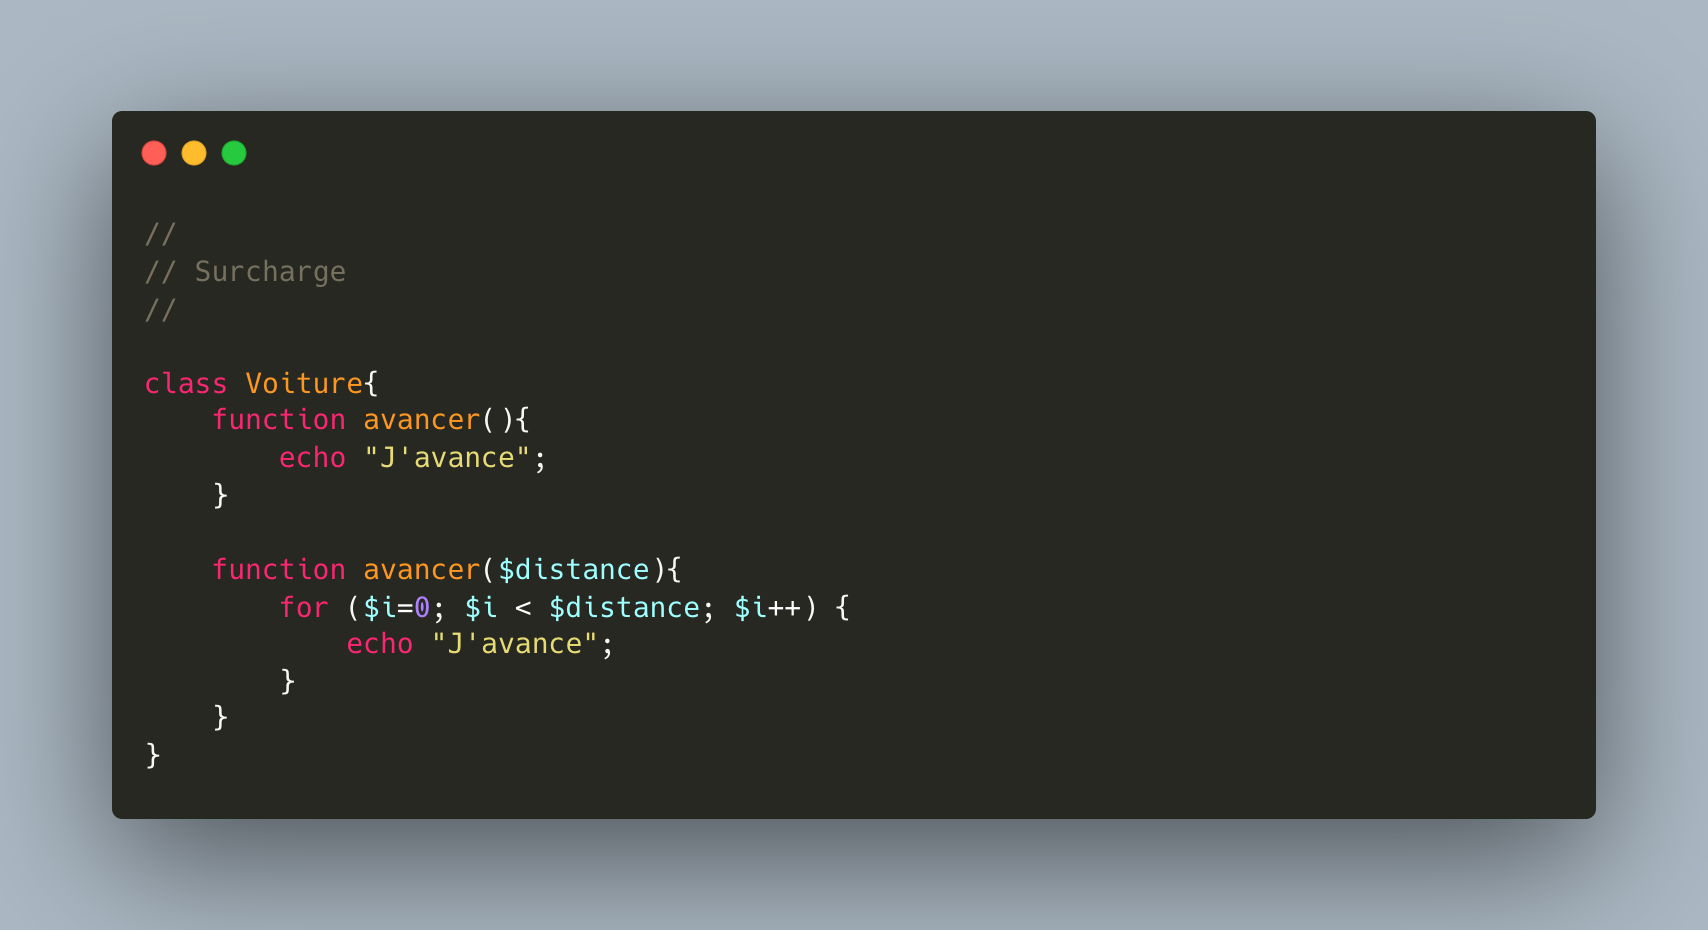 //
// Surcharge
//
class Voiture{
    function avancer(){
        echo "J'avance";
    }
    function avancer($distance){
        for ($i=0; $i < $distance; $i++) {
            echo "J'avance";
        }
    }
}